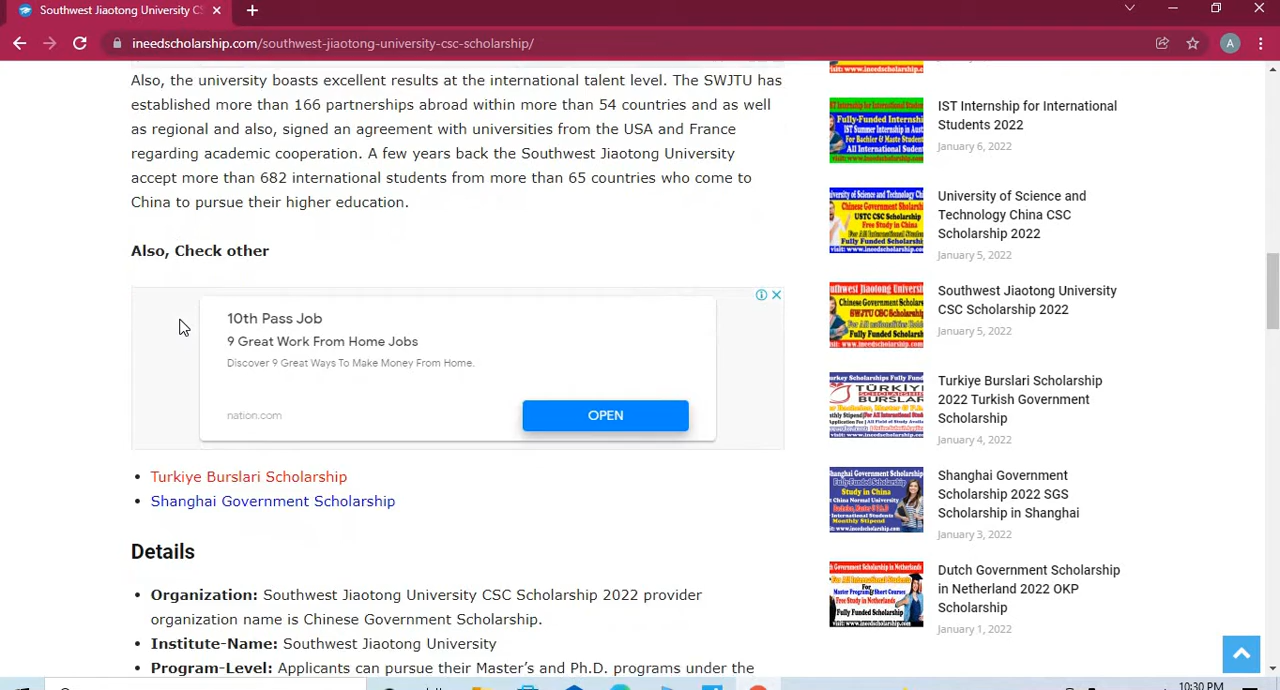 Southwest Jiaotong University CS
ineedscholarship.com/southwest-jiaotong-university-csc-scholarship/
A
Also, the university boasts excellent results at the international talent level. The SWJTU has
established more than 166 partnerships abroad within more than 54 countries and as well
as regional and also, signed an agreement with universities from the USA and France
regarding academic cooperation. A few years back the Southwest Jiaotong University
accept more than 682 international students from more than 65 countries who come to
China to pursue their higher education.
Also, Check other
10th Pass Job
9 Great Work From Home Jobs
Discover 9 Great Ways To Make Money From Home.
nation.com
OPEN
Turkiye Burslari Scholarship
Shanghai Government Scholarship
Details
Organization: Southwest Jiaotong University CSC Scholarship 2022 provider
organization name is Chinese Government Scholarship.
Institute-Name: Southwest Jiaotong University
Program-Level: Applicants can pursue their Master's and Ph.D. programs under the
IST Internship for International
Students 2022
January 6, 2022
University of Science and
Technology China CSC
Scholarship 2022
January 5, 2022
Southwest Jiaotong University
CSC Scholarship 2022
January 5, 2022
Turkiye Burslari Scholarship
2022 Turkish Government
Scholarship
January 4, 2022
Shanghai Government
Scholarship 2022 SGS
Scholarship in Shanghai
January 3, 2022
Dutch Government Scholarship
in Netherland 2022 OKP
Scholarship
January 1, 2022
10:30 PM